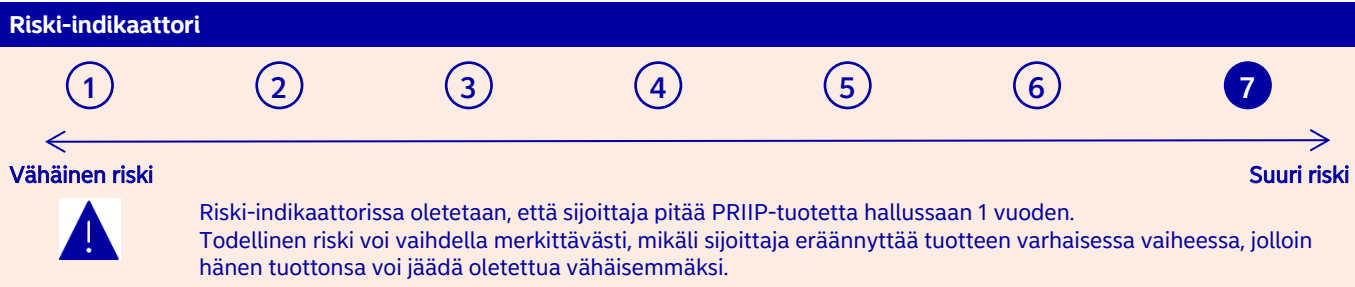 Riski-indikaattori
1 2 3 4 5 6 7
Vähäinen riski Suuri riski
Riski-indikaattorissa oletetaan, että sijoittaja pitää PRIIP-tuotetta hallussaan 1 vuoden.
Todellinen riski voi vaihdella merkittävästi, mikäli sijoittaja eräännyttää tuotteen varhaisessa vaiheessa, jolloin
hänen tuottonsa voi jäädä oletettua vähäisemmäksi.